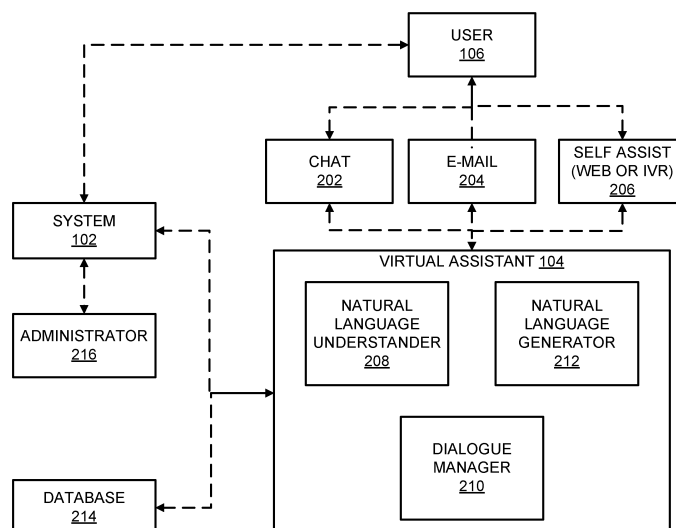 USER
106
CHAT
202
E-MAIL
204
SELF ASSIST
(WEB OR IVR)
206
SYSTEM
102
VIRTUAL ASSISTANT 104
ADMINISTRATOR
216
NATURAL
LANGUAGE
UNDERSTANDER
208
NATURAL
LANGUAGE
GENERATOR
212
DIALOGUE
MANAGER
210
DATABASE
214